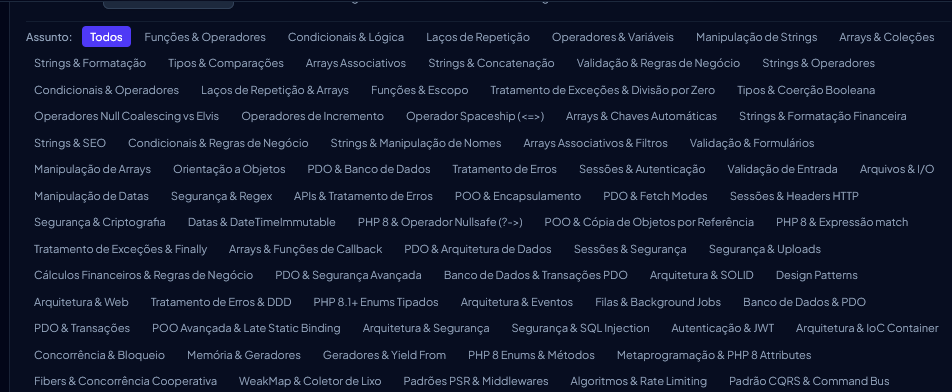 Assunto: Todos Funções & Operadores Condicionais & Lógica Laços de Repetição Operadores & Variáveis Manipulação de Strings Arrays & Coleções
Strings & Formatação Tipos & Comparações Arrays Associativos Strings & Concatenação Validação & Regras de Negócio Strings & Operadores
Condicionais & Operadores Laços de Repetição & Arrays Funções & Escopo Tratamento de Exceções & Divisão por Zero Tipos & Coerção Booleana
Operadores Null Coalescing vs Elvis Operadores de Incremento Operador Spaceship (<=>) Arrays & Chaves Automáticas Strings & Formatação Financeira
Strings & SEO Condicionais & Regras de Negócio Strings & Manipulação de Nomes Arrays Associativos & Filtros Validação & Formulários
Manipulação de Arrays Orientação a Objetos PDO & Banco de Dados Tratamento de Erros Sessões & Autenticação Validação de Entrada Arquivos & I/O
Manipulação de Datas Segurança & Regex APIs & Tratamento de Erros POO & Encapsulamento PDO & Fetch Modes Sessões & Headers HTTP
Segurança & Criptografia Datas & DateTimeImmutable PHP 8 & Operador Nullsafe (?->) POO & Cópia de Objetos por Referência PHP 8 & Expressão match
Tratamento de Exceções & Finally Arrays & Funções de Callback PDO & Arquitetura de Dados Sessões & Segurança Segurança & Uploads
Cálculos Financeiros & Regras de Negócio PDO & Segurança Avançada Banco de Dados & Transações PDO Arquitetura & SOLID Design Patterns
Arquitetura & Web Tratamento de Erros & DDD PHP 8.1+ Enums Tipados Arquitetura & Eventos Filas & Background Jobs Banco de Dados & PDO
PDO & Transações POO Avançada & Late Static Binding Arquitetura & Segurança Segurança & SQL Injection Autenticação & JWT Arquitetura & IoC Container
Concorrência & Bloqueio Memória & Geradores Geradores & Yield From PHP 8 Enums & Métodos Metaprogramação & PHP 8 Attributes
Fibers & Concorrência Cooperativa WeakMap & Coletor de Lixo Padrões PSR & Middlewares Algoritmos & Rate Limiting Padrão CQRS & Command Bus